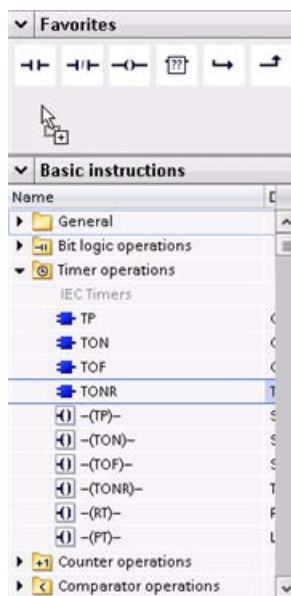 Favorites
??
Basic instructions
Name
General
Bit logic operations
Timer operations
IEC Timers
TP
TON
TOF
TONR
-(TP)-
-(TON)-
-(TOF)-
-(TONR)-
-(RT)-
-(PT)-
+1 Counter operations
Comparator operations